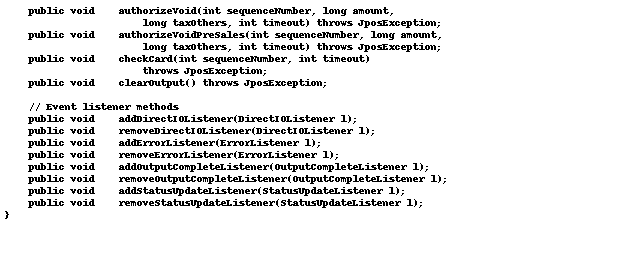 public void    authorizeVoid(int sequenceNumber, long amount,
long taxOthers, int timeout) throws JposException;
public void    authorizeVoidPreSales(int sequenceNumber, long amount,
long taxOthers, int timeout) throws JposException;
public void    checkCard(int sequenceNumber, int timeout)
throws JposException;
public void    clearOutput() throws JposException;
// Event listener methods
public void    addDirectIOListener(DirectIOListener l);
public void    removeDirectIOListener(DirectIOListener l);
public void    addErrorListener(ErrorListener l);
public void    removeErrorListener(ErrorListener l);
public void    addOutputCompleteListener(OutputCompleteListener l);
public void    removeOutputCompleteListener(OutputCompleteListener l);
public void    addStatusUpdateListener(StatusUpdateListener l);
public void    removeStatusUpdateListener(StatusUpdateListener l);
}